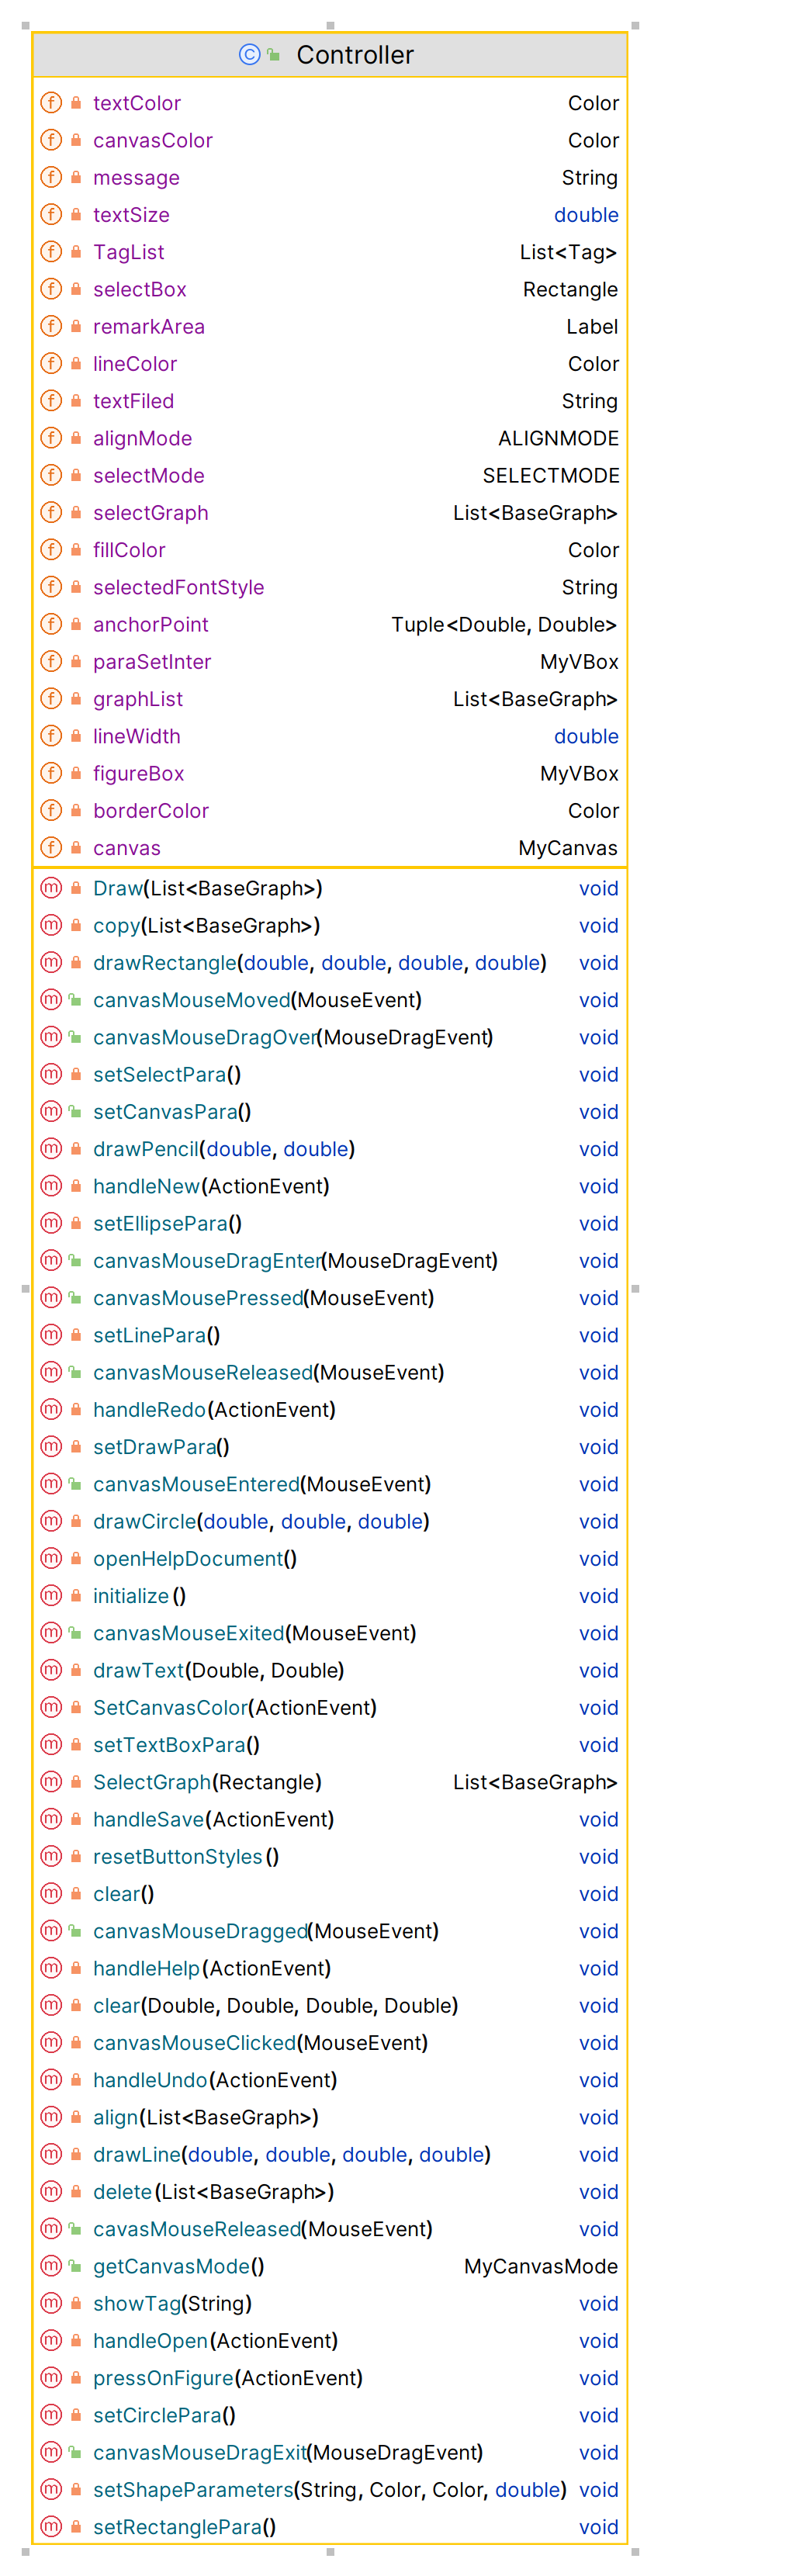 Controller
textColor Color
canvasColor Color
message String
textSize double
TagList List<Tag>
selectBox Rectangle
remarkArea Label
lineColor Color
textFiled String
alignMode ALIGNMODE
selectMode SELECTMODE
selectGraph List<BaseGraph>
fillColor Color
selectedFontStyle String
anchorPoint Tuple<Double, Double>
paraSetInter MyVBox
graphList List<BaseGraph>
lineWidth double
figureBox MyVBox
borderColor Color
canvas MyCanvas
Draw(List<BaseGraph>) void
copy(List<BaseGraph>) void
drawRectangle(double, double, double, double) void
canvasMouseMoved(MouseEvent) void
canvasMouseDragOver(MouseDragEvent) void
setSelectPara() void
setCanvasPara() void
drawPencil(double, double) void
handleNew(ActionEvent) void
setEllipsePara() void
canvasMouseDragEnter(MouseDragEvent) void
canvasMousePressed(MouseEvent) void
setLinePara() void
canvasMouseReleased(MouseEvent) void
handleRedo(ActionEvent) void
setDrawPara() void
canvasMouseEntered(MouseEvent) void
drawCircle(double, double, double) void
openHelpDocument() void
initialize() void
canvasMouseExited(MouseEvent) void
drawText(Double, Double) void
SetCanvasColor(ActionEvent) void
setTextBoxPara() void
SelectGraph(Rectangle) List<BaseGraph>
handleSave(ActionEvent) void
resetButtonStyles() void
clear() void
canvasMouseDragged(MouseEvent) void
handleHelp(ActionEvent) void
clear(Double, Double, Double, Double) void
canvasMouseClicked(MouseEvent) void
handleUndo(ActionEvent) void
align(List<BaseGraph>) void
drawLine(double, double, double, double) void
delete(List<BaseGraph>) void
cavasMouseReleased(MouseEvent) void
getCanvasMode() MyCanvasMode
showTag(String) void
handleOpen(ActionEvent) void
pressOnFigure(ActionEvent) void
setCirclePara() void
canvasMouseDragExit(MouseDragEvent) void
setShapeParameters(String, Color, Color, double) void
setRectanglePara() void